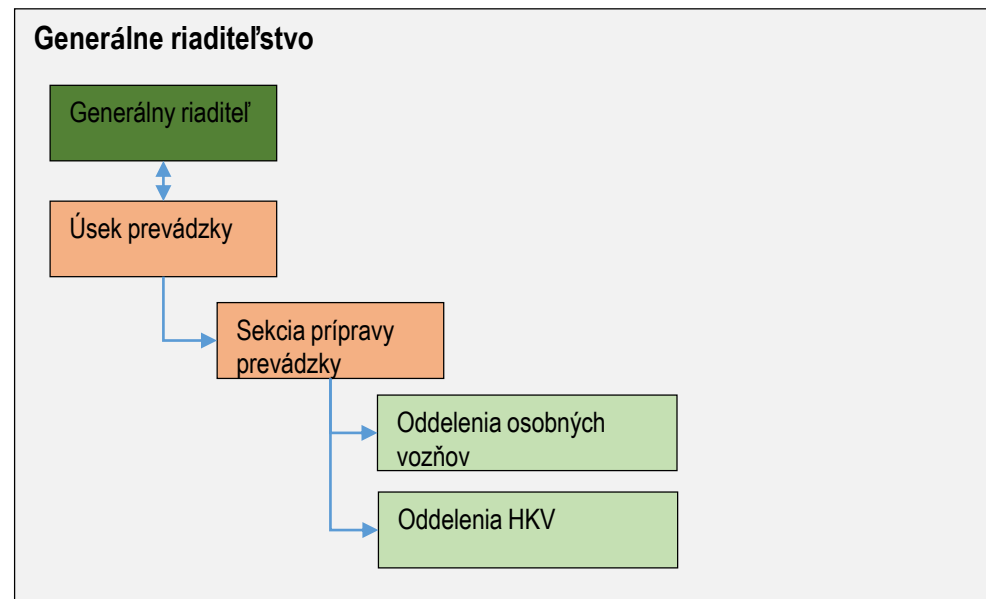 Generálne riaditeľstvo
Generálny riaditeľ
Úsek prevádzky
Sekcia prípravy
prevádzky
Oddelenia osobných
vozňov
Oddelenia HKV